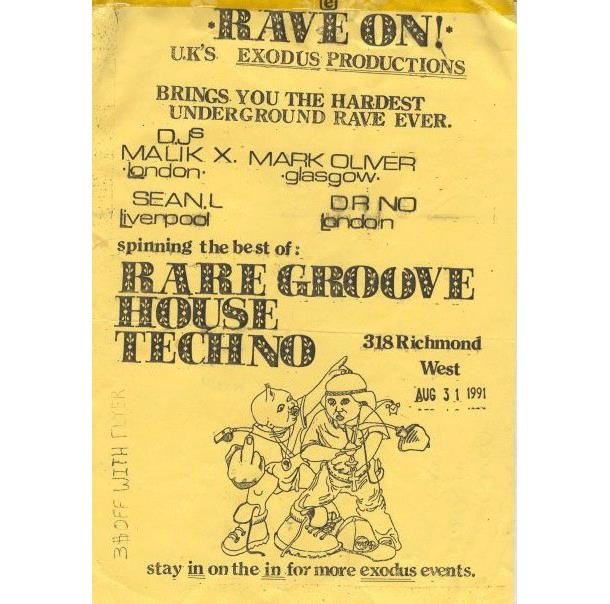 ·RAVE ON!·
U.K'S EXODUS PRODUCTIONS
BRINGS YOU THE HARDEST
UNDERGROUND RAVE EVER.
DJs
MALIK X. MARK OLIVER
·London· ·glasgow·
SEAN.L DR NO
Liverpool London
spinning the best of:
RARE GROOVE
HOUSE
TECHNO
318 Richmond
West
AUG 31 1991
3$ OFF WITH FLYER
stay in on the in for more exodus events.